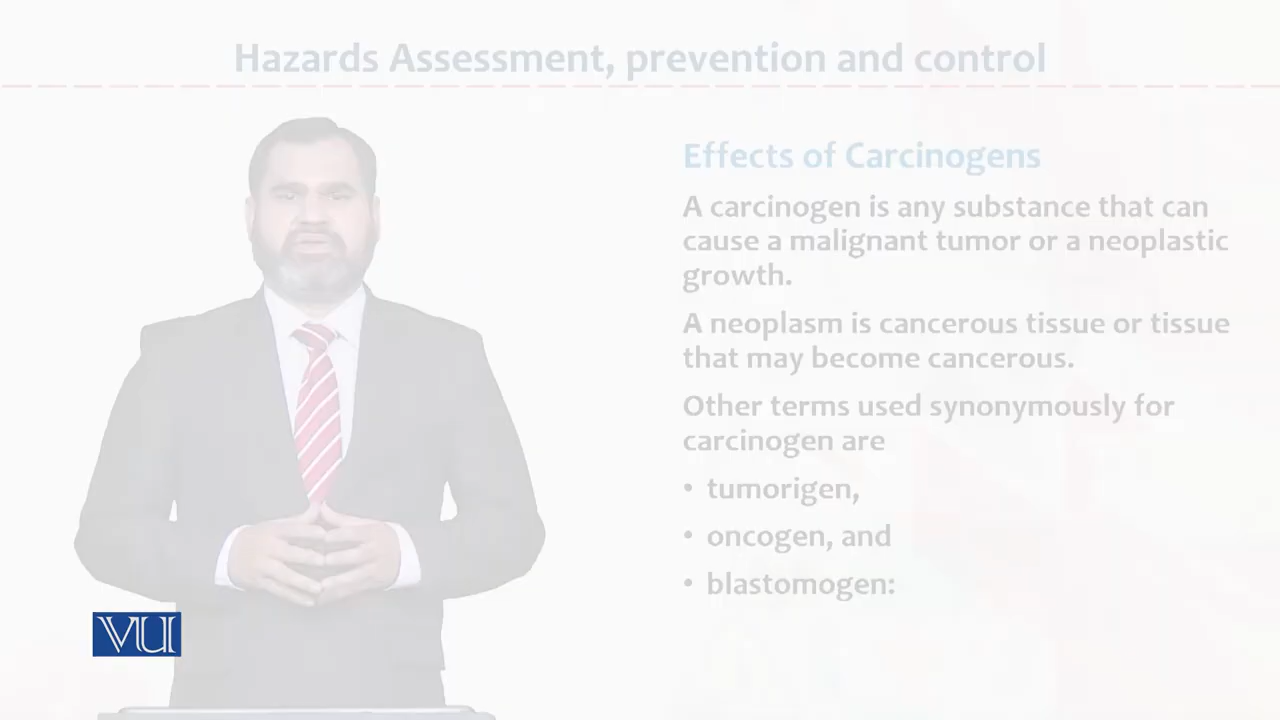 Hazards Assessment, prevention and control
Effects of Carcinogens
A carcinogen is any substance that can
cause a malignant tumor or a neoplastic
growth.
A neoplasm is cancerous tissue or tissue
that may become cancerous.
Other terms used synonymously for
carcinogen are
• tumorigen,
• oncogen, and
• blastomogen:
VU